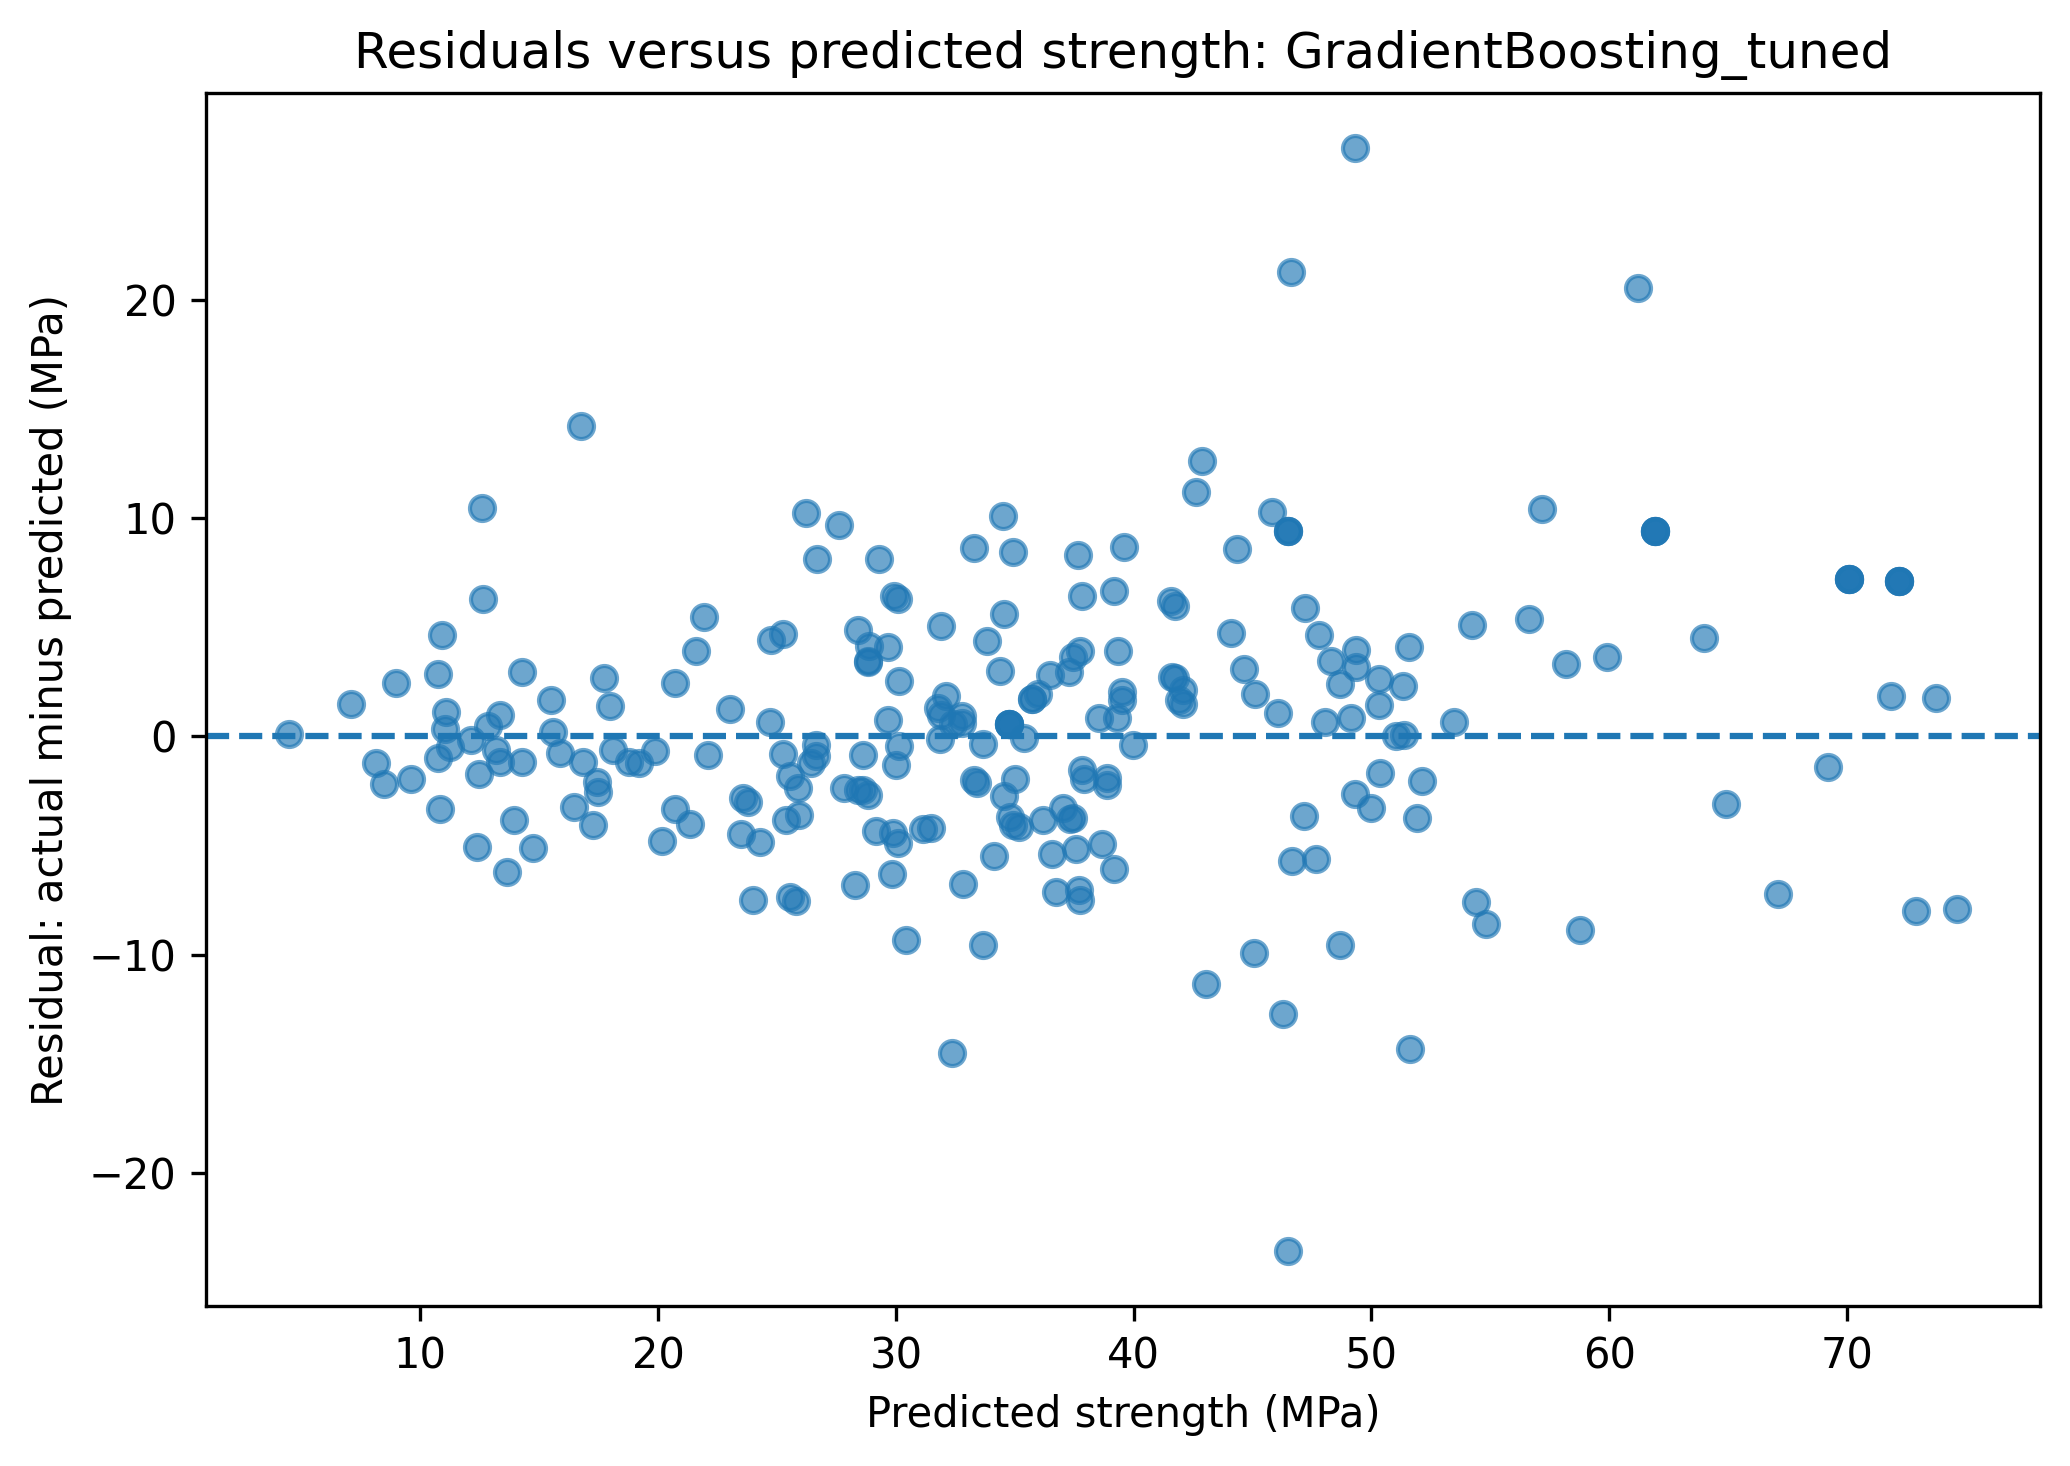 Residuals versus predicted strength: GradientBoosting_tuned
Residual: actual minus predicted (MPa)
20
10
0
−10
−20
10 20 30 40 50 60 70
Predicted strength (MPa)